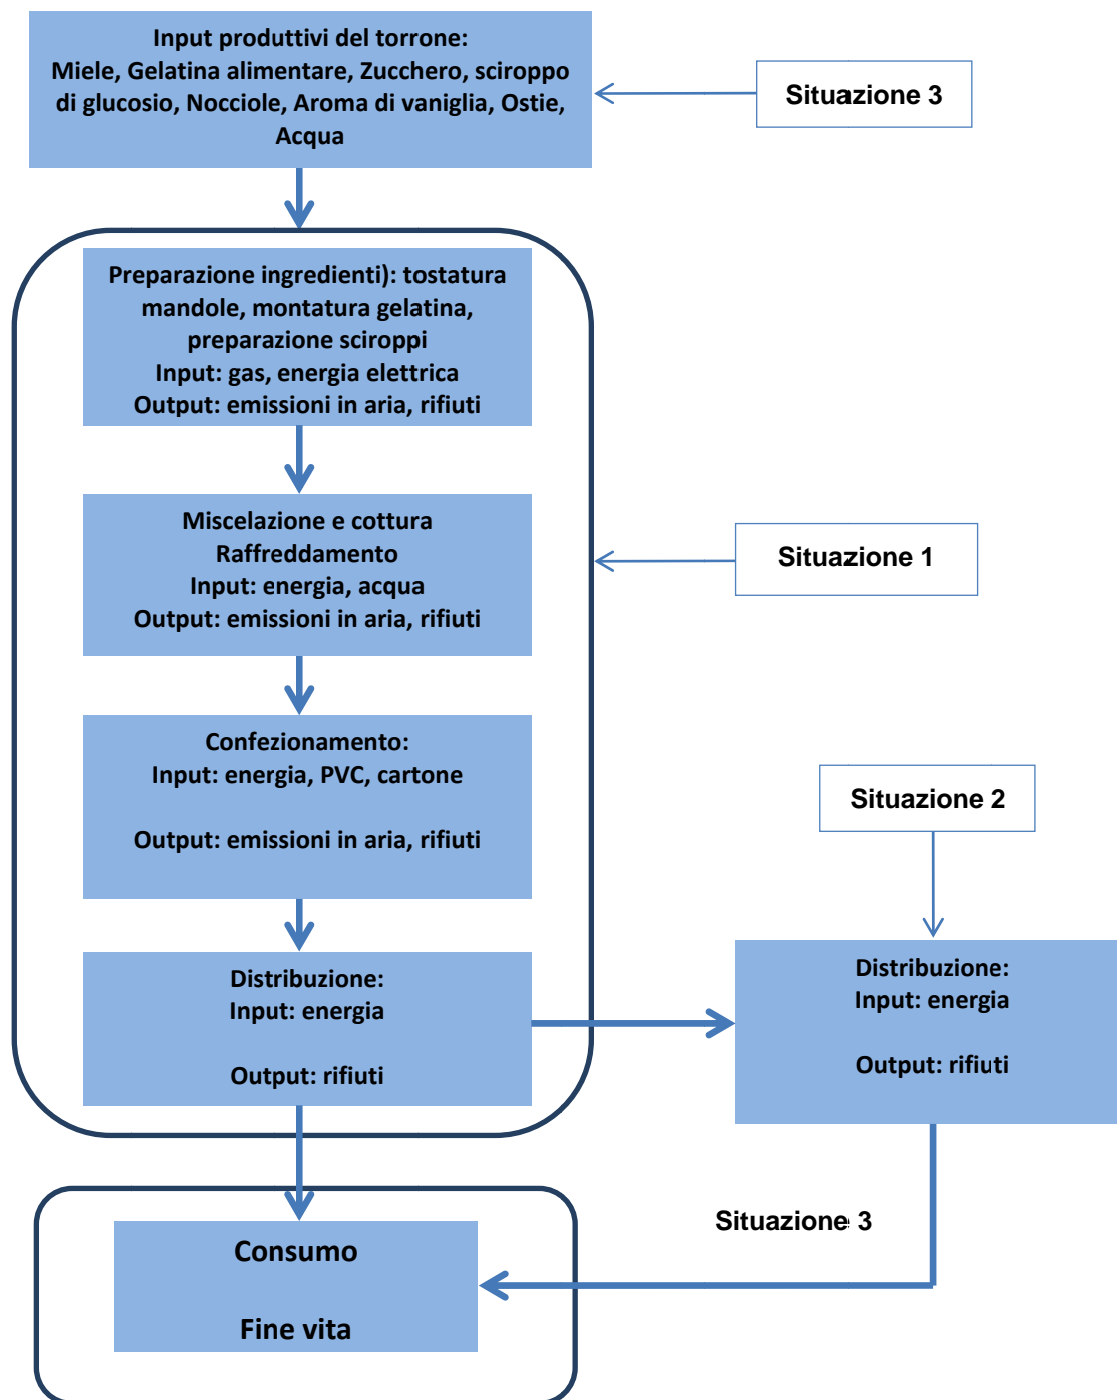 Input produttivi del torrone:
Miele, Gelatina alimentare, Zucchero, sciroppo
di glucosio, Nocciole, Aroma di vaniglia, Ostie,
Acqua
Situazione 3
Preparazione ingredienti): tostatura
mandole, montatura gelatina,
preparazione sciroppi
Input: gas, energia elettrica
Output: emissioni in aria, rifiuti
Miscelazione e cottura
Raffreddamento
Input: energia, acqua
Output: emissioni in aria, rifiuti
Situazione 1
Confezionamento:
Input: energia, PVC, cartone
Output: emissioni in aria, rifiuti
Situazione 2
Distribuzione:
Input: energia
Output: rifiuti
Distribuzione:
Input: energia
Output: rifiuti
Situazione 3
Consumo
Fine vita